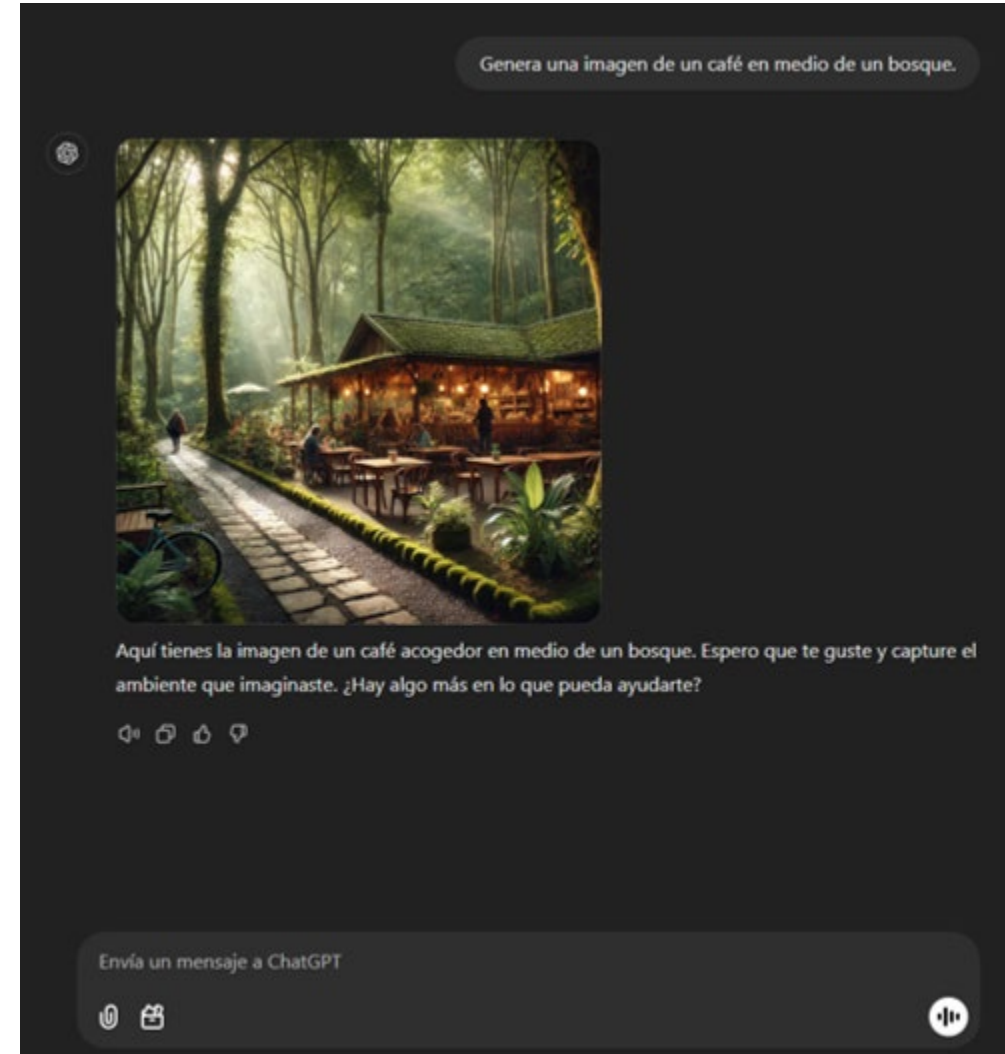 Genera una imagen de un café en medio de un bosque.
Aquí tienes la imagen de un café acogedor en medio de un bosque. Espero que te guste y capture el
ambiente que imaginaste. ¿Hay algo más en lo que pueda ayudarte?
Envía un mensaje a ChatGPT